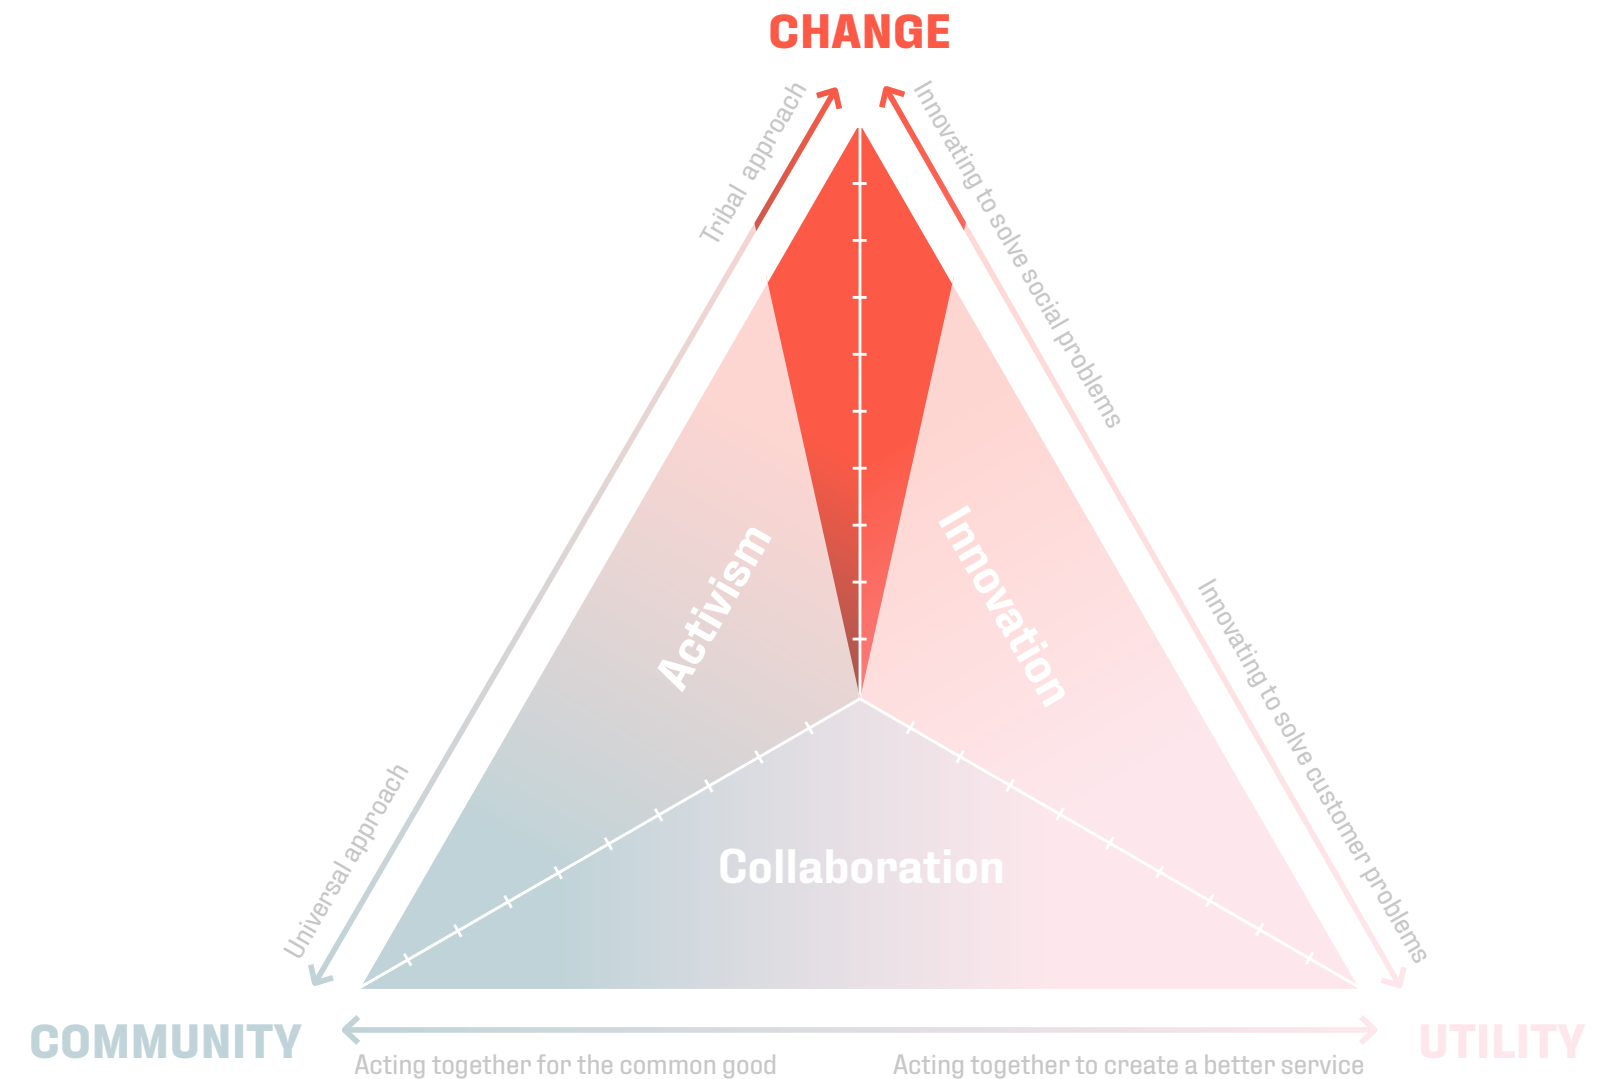 CHANGE
Tribal approach
Innovating to solve social problems
Activism
Innovation
Universal approach
Innovating to solve customer problems
Collaboration
COMMUNITY
UTILITY
Acting together for the common good
Acting together to create a better service